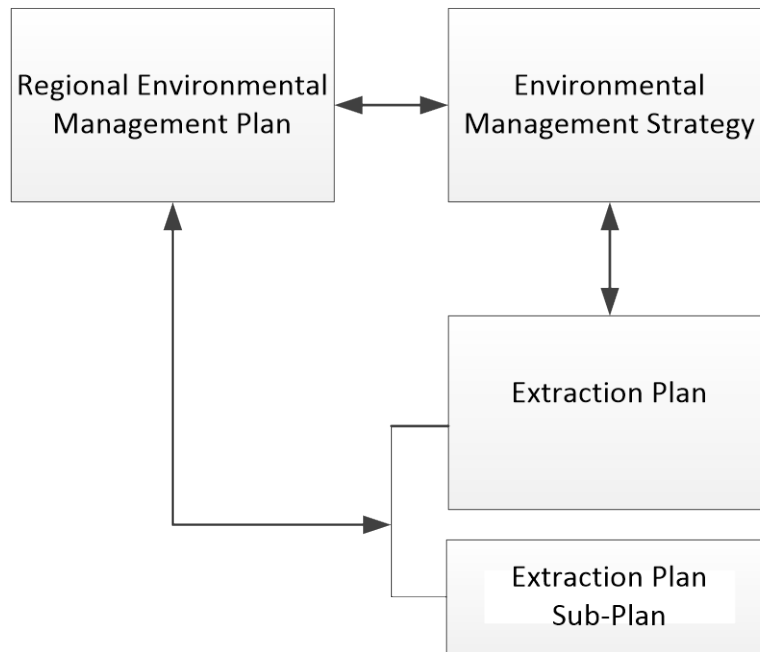 Regional Environmental
Management Plan
Environmental
Management Strategy
Extraction Plan
Extraction Plan
Sub-Plan